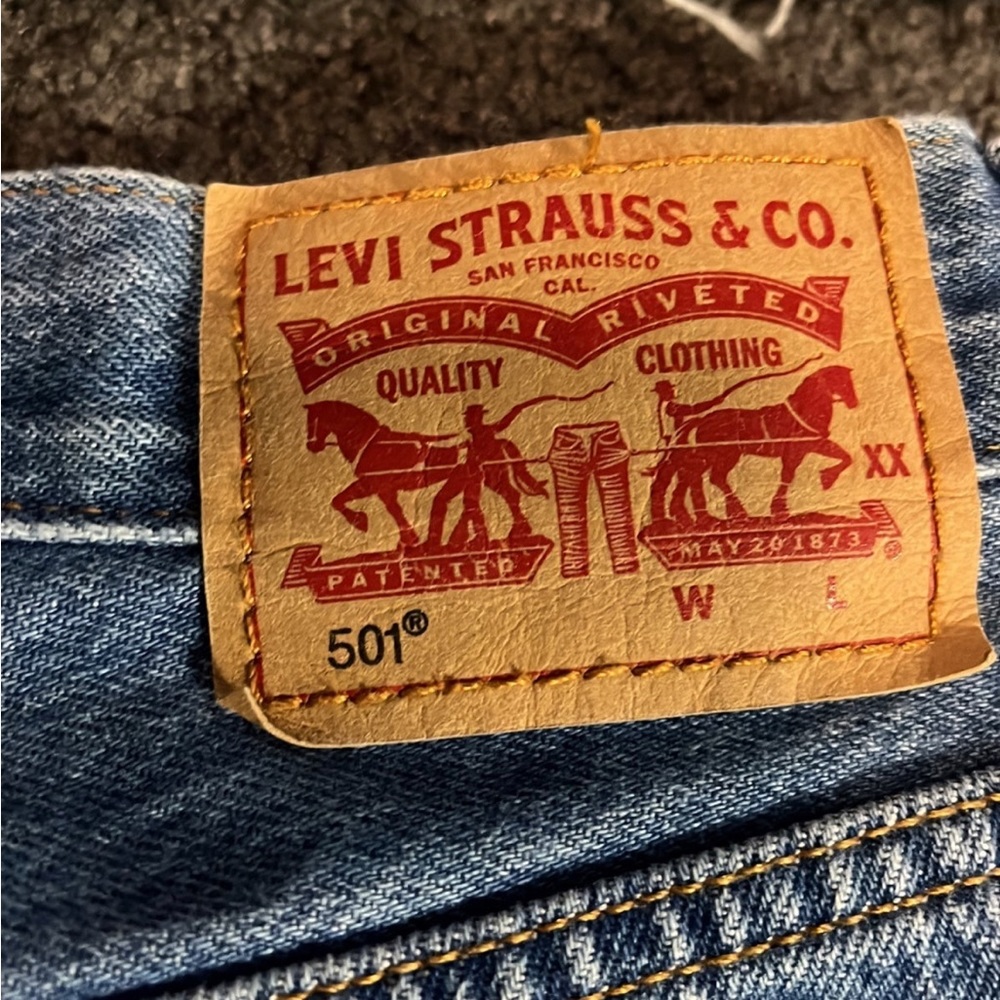 LEVI STRAUSS & CO.
SAN FRANCISCO
CAL.
ORIGINAL RIVETED
QUALITY CLOTHING
XX
PATENTED MAY 20 1873 ®
W L
501®